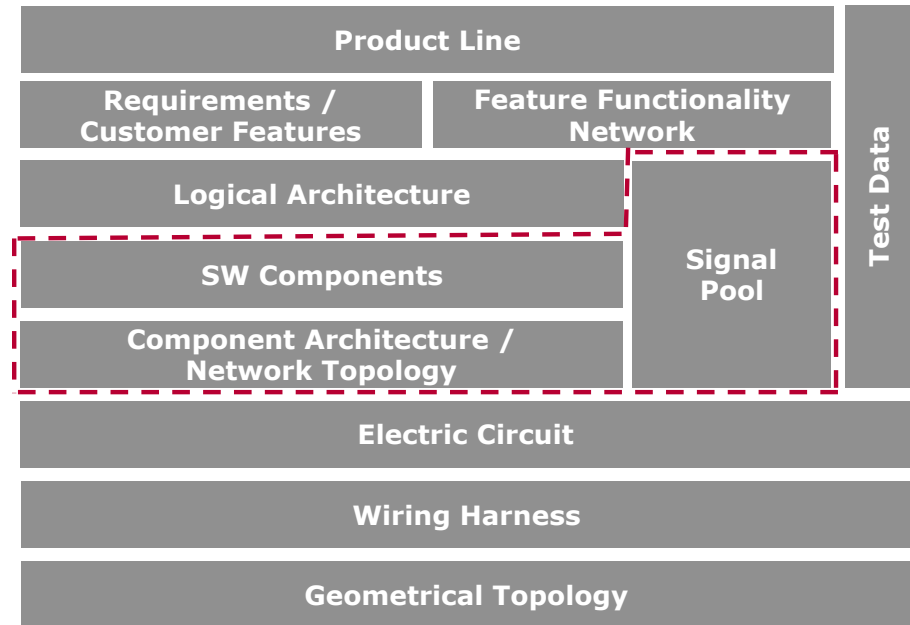 Product Line
Requirements /
Customer Features
Feature Functionality
Network
Test Data
Logical Architecture
Signal
Pool
SW Components
Component Architecture /
Network Topology
Electric Circuit
Wiring Harness
Geometrical Topology